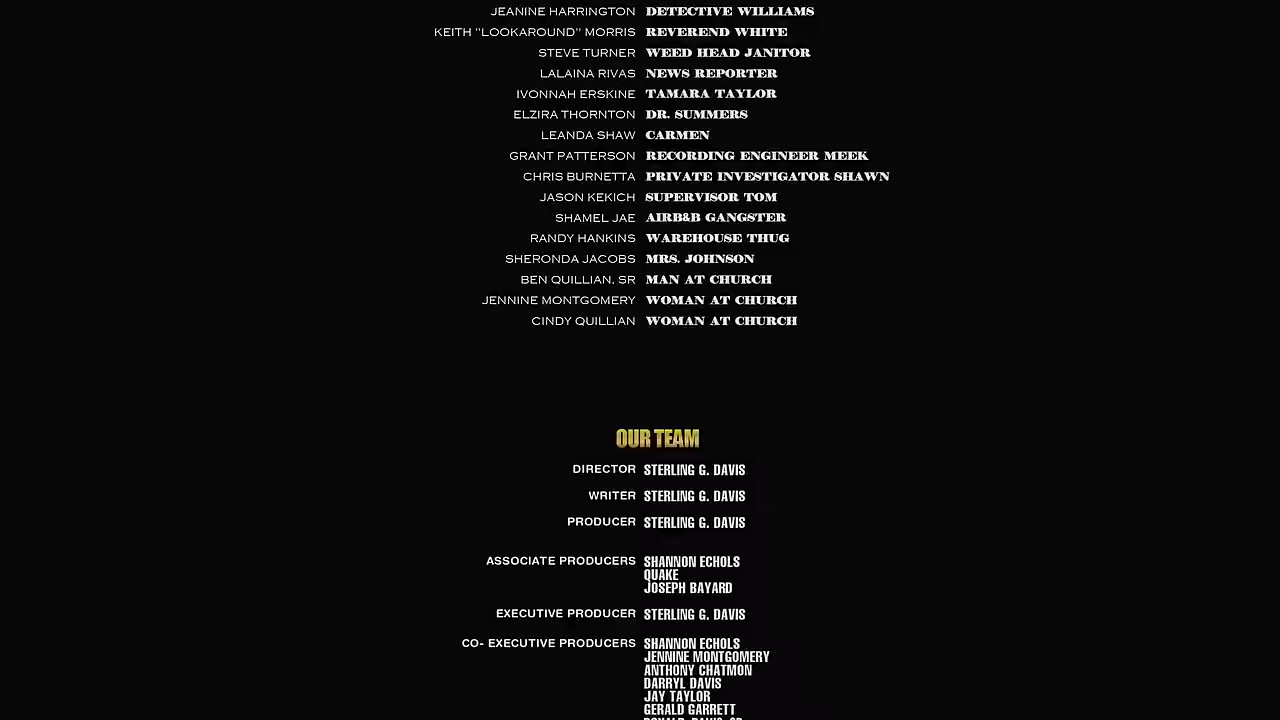 JEANINE HARRINGTON DETECTIVE WILLIAMS
KEITH "LOOKAROUND" MORRIS REVEREND WHITE
STEVE TURNER WEED HEAD JANITOR
LALAINA RIVAS NEWS REPORTER
IVONNAH ERSKINE TAMARA TAYLOR
ELZIRA THORNTON DR. SUMMERS
LEANDA SHAW CARMEN
GRANT PATTERSON RECORDING ENGINEER MEEK
CHRIS BURNETTA PRIVATE INVESTIGATOR SHAWN
JASON KEKICH SUPERVISOR TOM
SHAMEL JAE AIRB&B GANGSTER
RANDY HANKINS WAREHOUSE THUG
SHERONDA JACOBS MRS. JOHNSON
BEN QUILLIAN, SR MAN AT CHURCH
JENNINE MONTGOMERY WOMAN AT CHURCH
CINDY QUILLIAN WOMAN AT CHURCH
OUR TEAM
DIRECTOR STERLING G. DAVIS
WRITER STERLING G. DAVIS
PRODUCER STERLING G. DAVIS
ASSOCIATE PRODUCERS SHANNON ECHOLS
QUAKE
JOSEPH BAYARD
EXECUTIVE PRODUCER STERLING G. DAVIS
CO- EXECUTIVE PRODUCERS SHANNON ECHOLS
JENNINE MONTGOMERY
ANTHONY CHATMON
DARRYL DAVIS
JAY TAYLOR
GERALD GARRETT